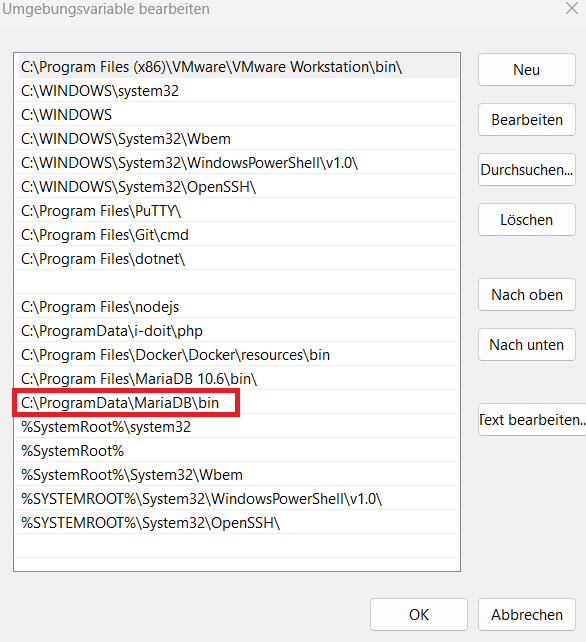 Umgebungsvariable bearbeiten
C:\Program Files (x86)\VMware\VMware Workstation\bin\
C:\WINDOWS\system32
C:\WINDOWS
C:\WINDOWS\System32\Wbem
C:\WINDOWS\System32\WindowsPowerShell\v1.0\
C:\WINDOWS\System32\OpenSSH\
C:\Program Files\PuTTY\
C:\Program Files\Git\cmd
C:\Program Files\dotnet\
C:\Program Files\nodejs
C:\ProgramData\i-doit\php
C:\Program Files\Docker\Docker\resources\bin
C:\Program Files\MariaDB 10.6\bin\
C:\ProgramData\MariaDB\bin
%SystemRoot%\system32
%SystemRoot%
%SystemRoot%\System32\Wbem
%SYSTEMROOT%\System32\WindowsPowerShell\v1.0\
%SYSTEMROOT%\System32\OpenSSH\
Neu
Bearbeiten
Durchsuchen...
Löschen
Nach oben
Nach unten
Text bearbeiten..
OK
Abbrechen